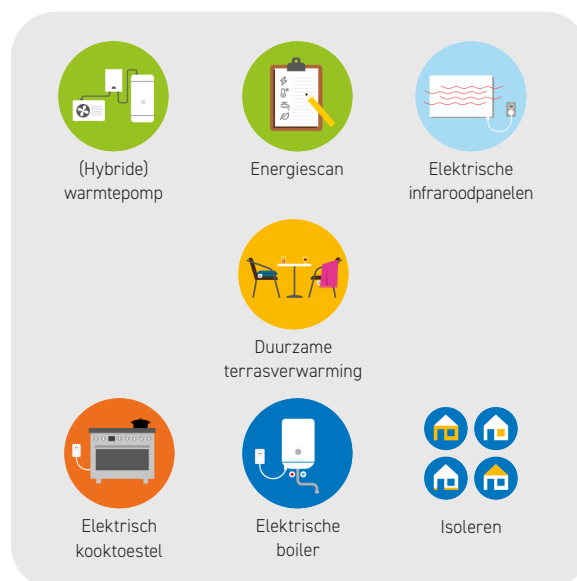 (Hybride)
warmtepomp
Energiescan
Elektrische
infraroodpanelen
Duurzame
terrasverwarming
Elektrisch
kooktoestel
Elektrische
boiler
Isoleren